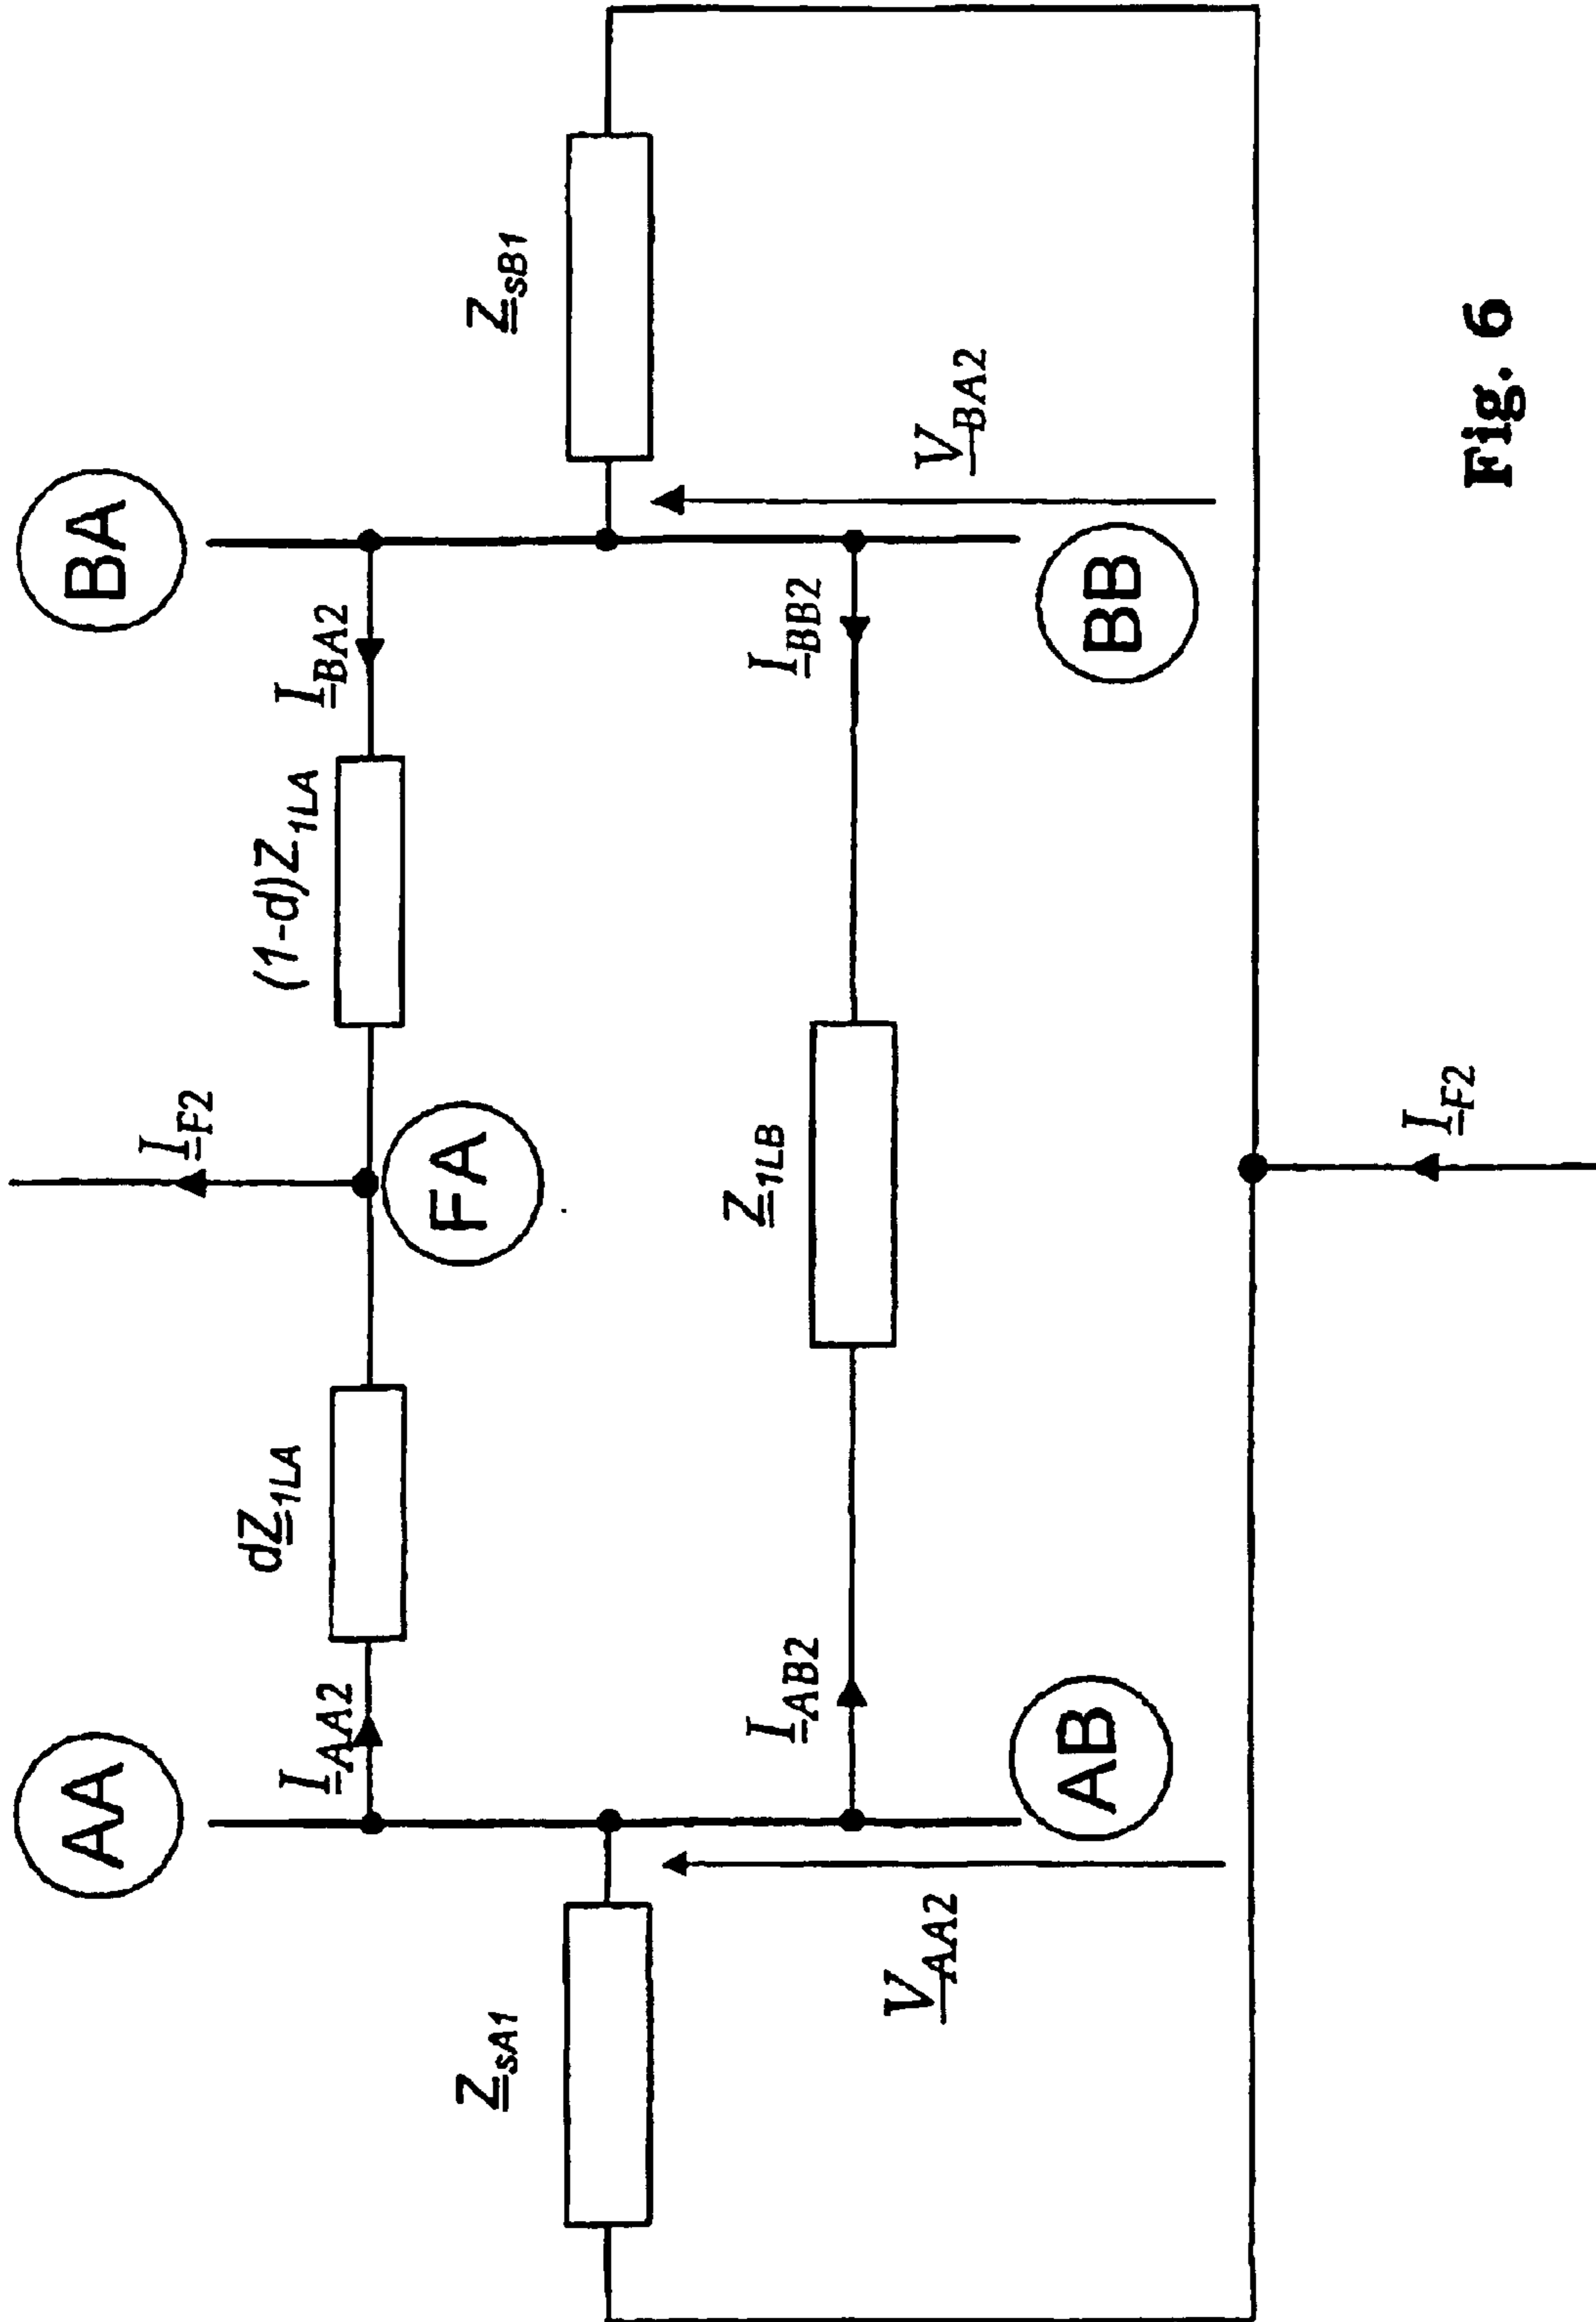 AA
BA
I_F2
I_AA2
dZ_1LA
(1-d)Z_1LA
I_BA2
FA
Z_sA1
Z_sB1
I_AB2
Z_1LB
I_BB2
V_AA2
AB
BB
V_BA2
I_F2
Fig. 6